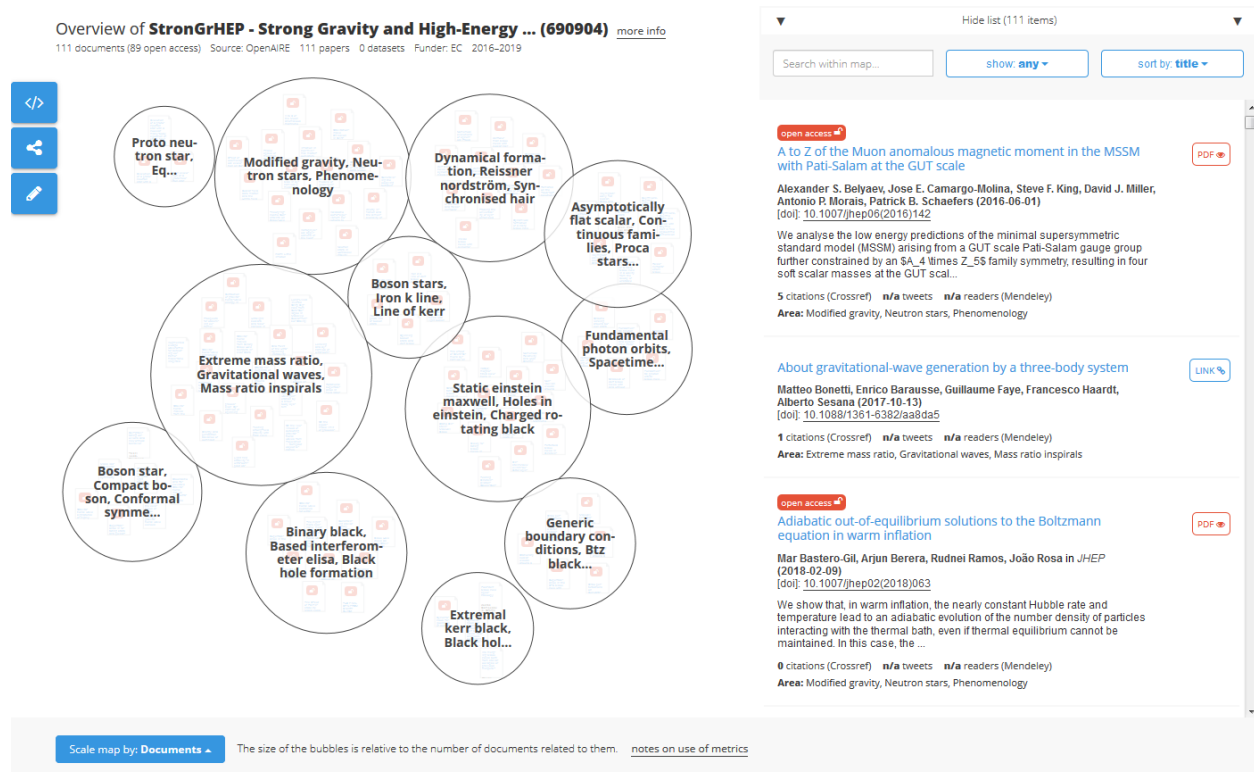 Overview of StronGrHEP - Strong Gravity and High-Energy ... (690904) more info
111 documents (89 open access) Source: OpenAIRE 111 papers 0 datasets Funder: EC 2016–2019
Proto neu-
tron star,
Eq...
Modified gravity, Neu-
tron stars, Phenome-
nology
Dynamical forma-
tion, Reissner
nordström, Syn-
chronised hair
Asymptotically
flat scalar, Con-
tinuous fami-
lies, Proca
stars...
Boson stars,
Iron k line,
Line of kerr
Fundamental
photon orbits,
Spacetime...
Extreme mass ratio,
Gravitational waves,
Mass ratio inspirals
Static einstein
maxwell, Holes in
einstein, Charged ro-
tating black
Boson star,
Compact bo-
son, Conformal
symme...
Binary black,
Based interferom-
eter elisa, Black
hole formation
Generic
boundary con-
ditions, Btz
black...
Extremal
kerr black,
Black hol...
Scale map by: Documents
The size of the bubbles is relative to the number of documents related to them. notes on use of metrics
Hide list (111 items)
Search within map...
show: any
sort by: title
open access
A to Z of the Muon anomalous magnetic moment in the MSSM
with Pati-Salam at the GUT scale
PDF
Alexander S. Belyaev, Jose E. Camargo-Molina, Steve F. King, David J. Miller,
Antonio P. Morais, Patrick B. Schaefers (2016-06-01)
[doi]: 10.1007/jhep06(2016)142
We analyse the low energy predictions of the minimal supersymmetric
standard model (MSSM) arising from a GUT scale Pati-Salam gauge group
further constrained by an $A_4 \times Z_5$ family symmetry, resulting in four
soft scalar masses at the GUT scal...
5 citations (Crossref) n/a tweets n/a readers (Mendeley)
Area: Modified gravity, Neutron stars, Phenomenology
About gravitational-wave generation by a three-body system
LINK
Matteo Bonetti, Enrico Barausse, Guillaume Faye, Francesco Haardt,
Alberto Sesana (2017-10-13)
[doi]: 10.1088/1361-6382/aa8da5
1 citations (Crossref) n/a tweets n/a readers (Mendeley)
Area: Extreme mass ratio, Gravitational waves, Mass ratio inspirals
open access
Adiabatic out-of-equilibrium solutions to the Boltzmann
equation in warm inflation
PDF
Mar Bastero-Gil, Arjun Berera, Rudnei Ramos, João Rosa in JHEP
(2018-02-09)
[doi]: 10.1007/jhep02(2018)063
We show that, in warm inflation, the nearly constant Hubble rate and
temperature lead to an adiabatic evolution of the number density of particles
interacting with the thermal bath, even if thermal equilibrium cannot be
maintained. In this case, the ...
0 citations (Crossref) n/a tweets n/a readers (Mendeley)
Area: Modified gravity, Neutron stars, Phenomenology